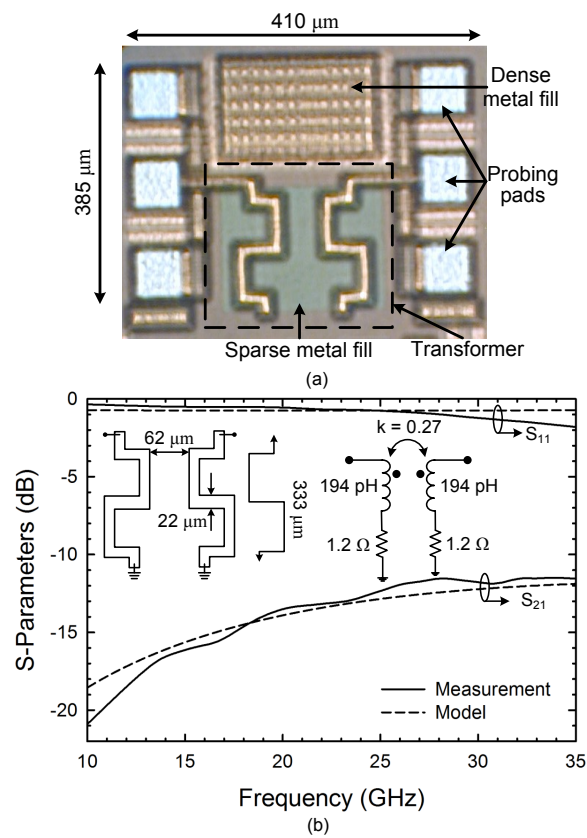 410 μm
385 μm
Dense
metal fill
Probing
pads
Sparse metal fill
Transformer
(a)
S-Parameters (dB)
0
-5
-10
-15
-20
62 μm
22 μm
333 μm
k = 0.27
194 pH
194 pH
1.2 Ω
1.2 Ω
S11
S21
Measurement
Model
10
15
20
25
30
35
Frequency (GHz)
(b)